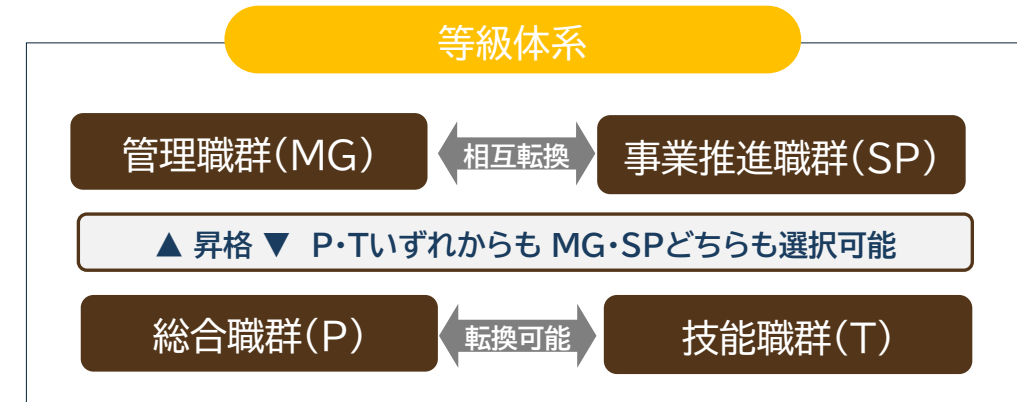 等級体系
管理職群(MG)
相互転換
事業推進職群(SP)
▲ 昇格 ▼ P・Tいずれからも MG・SPどちらも選択可能
総合職群(P)
転換可能
技能職群(T)